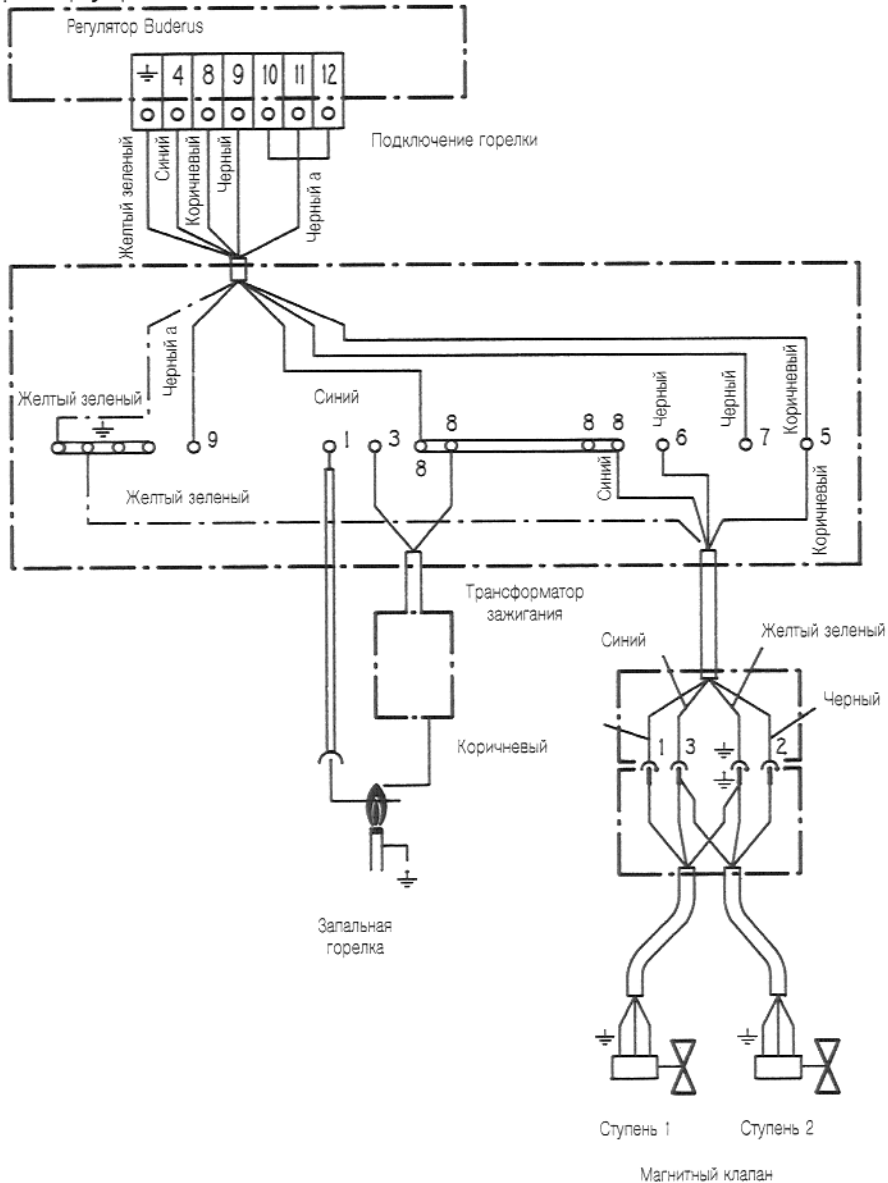 Регулятор Buderus
4 8 9 10 11 12
Подключение горелки
Желтый зеленый
Синий
Коричневый
Черный
Черный а
Черный а
Желтый зеленый
Синий
Черный
Черный
Коричневый
9
1
3
8
8
8
8
6
7
5
Синий
Желтый зеленый
Коричневый
Трансформатор
зажигания
Синий
Желтый зеленый
Черный
1
3
2
Коричневый
Запальная
горелка
Ступень 1
Ступень 2
Магнитный клапан